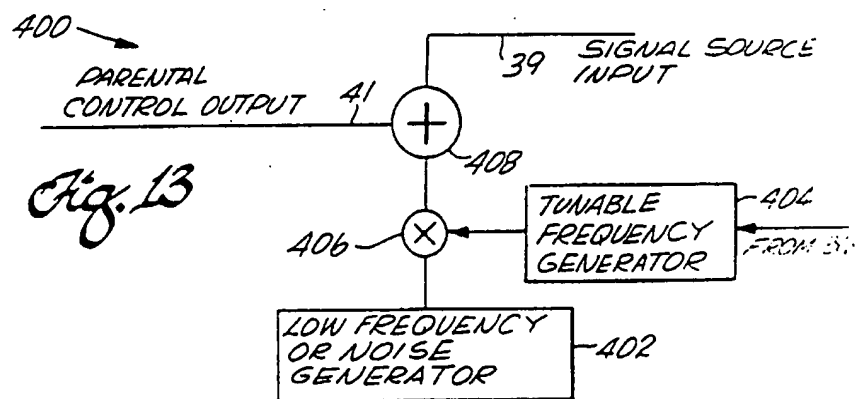 400
39
SIGNAL SOURCE
INPUT
PARENTAL
CONTROL OUTPUT
41
+
408
Fig. 13
406
×
TUNABLE
FREQUENCY
GENERATOR
404
FROM
LOW FREQUENCY
OR NOISE
GENERATOR
402